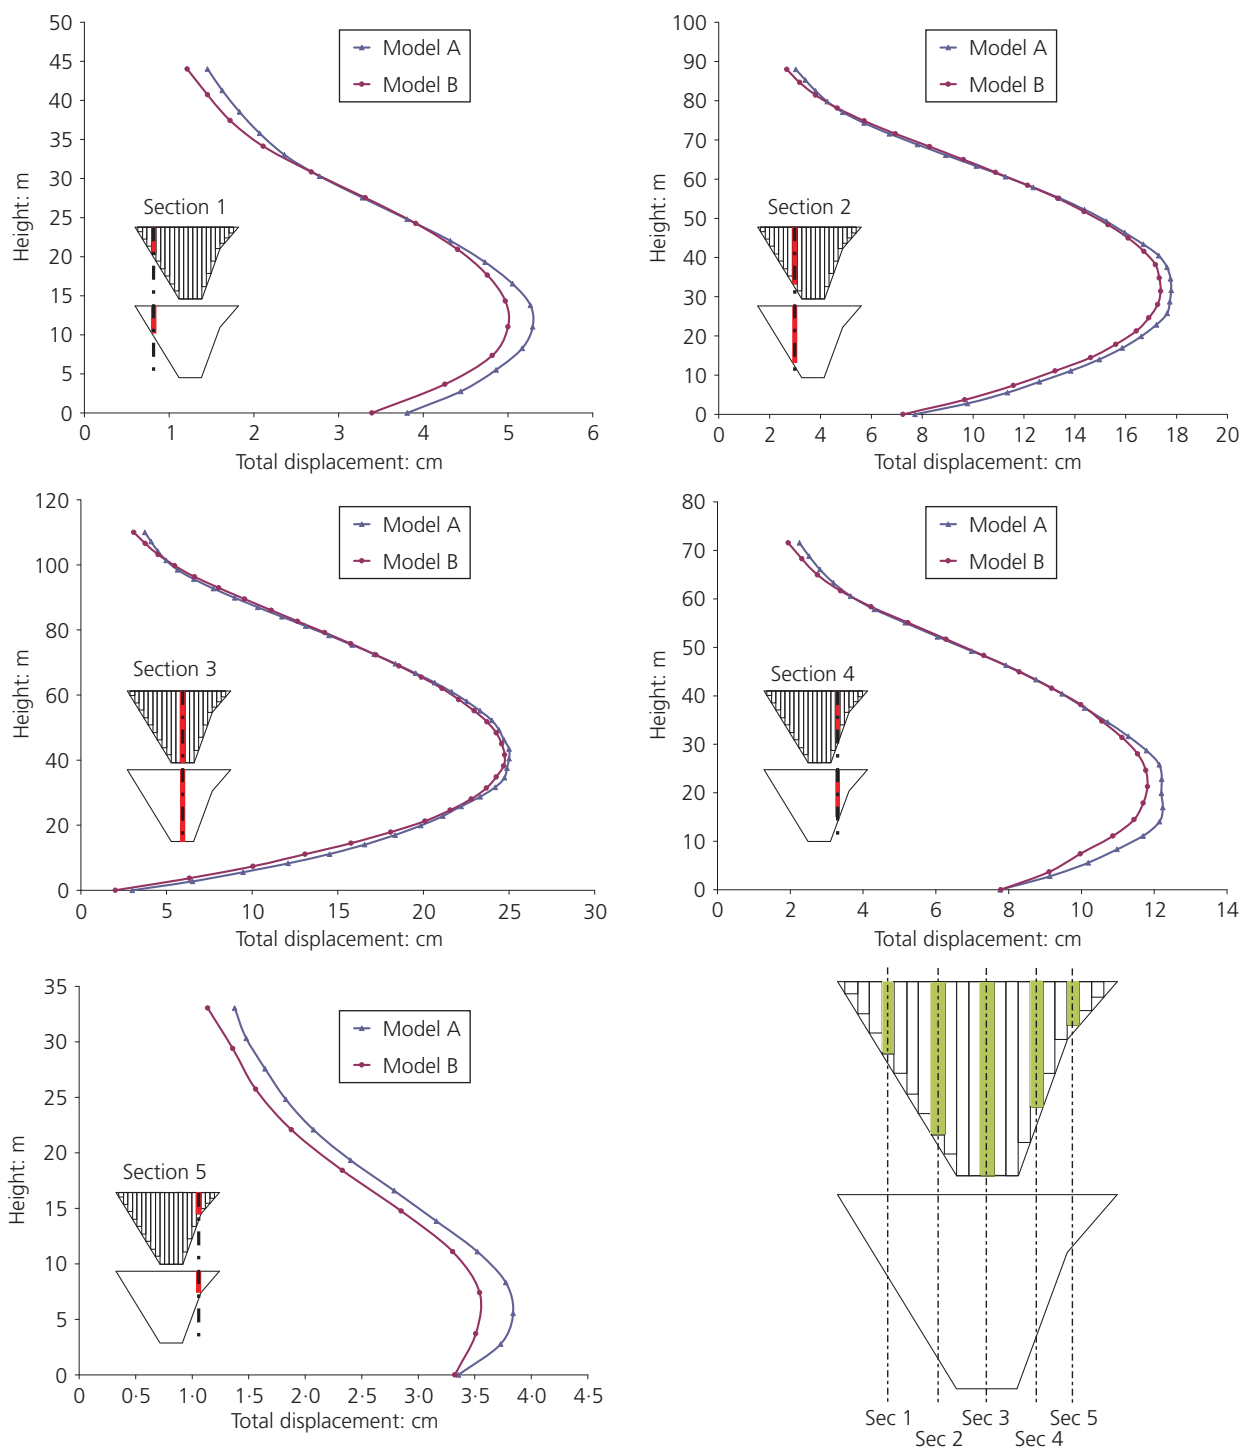 50
45
40
35
30
25
20
15
10
5
0
0 1 2 3 4 5 6
Height: m
Total displacement: cm
Model A
Model B
Section 1
100
90
80
70
60
50
40
30
20
10
0
0 2 4 6 8 10 12 14 16 18 20
Height: m
Total displacement: cm
Model A
Model B
Section 2
120
100
80
60
40
20
0
0 5 10 15 20 25 30
Height: m
Total displacement: cm
Model A
Model B
Section 3
80
70
60
50
40
30
20
10
0
0 2 4 6 8 10 12 14
Height: m
Total displacement: cm
Model A
Model B
Section 4
35
30
25
20
15
10
5
0
0 0·5 1·0 1·5 2·0 2·5 3·0 3·5 4·0 4·5
Height: m
Total displacement: cm
Model A
Model B
Section 5
Sec 1 Sec 3 Sec 5
Sec 2 Sec 4